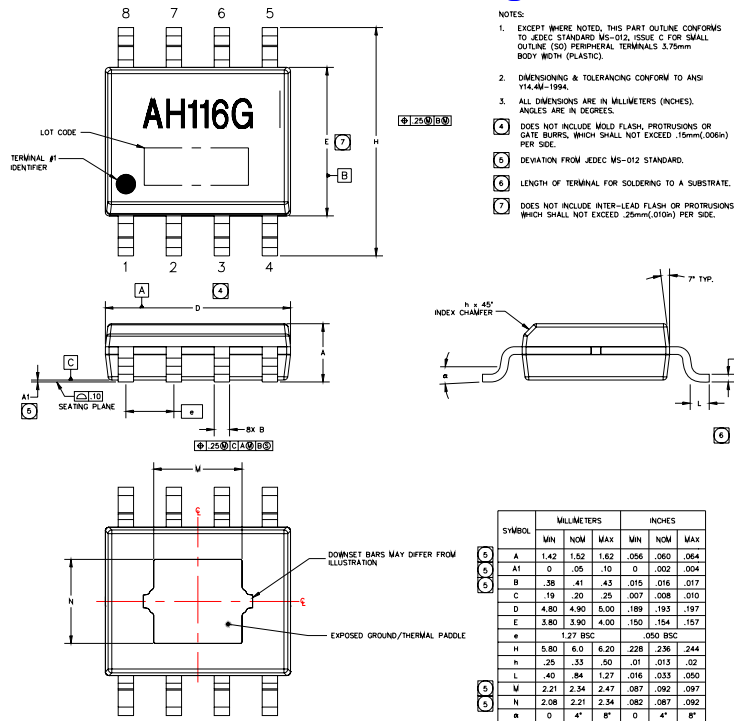 8 7 6 5
AH116G
LOT CODE
TERMINAL #1
IDENTIFIER
E 7
B
H
⌖ .25Ⓜ BⓂ
1 2 3 4
NOTES:
1. EXCEPT WHERE NOTED, THIS PART OUTLINE CONFORMS
TO JEDEC STANDARD MS-012, ISSUE C FOR SMALL
OUTLINE (SO) PERIPHERAL TERMINALS 3.75mm
BODY WIDTH (PLASTIC).
2. DIMENSIONING & TOLERANCING CONFORM TO ANSI
Y14.4M-1994.
3. ALL DIMENSIONS ARE IN MILLIMETERS (INCHES).
ANGLES ARE IN DEGREES.
4 DOES NOT INCLUDE MOLD FLASH, PROTRUSIONS OR
GATE BURRS, WHICH SHALL NOT EXCEED .15mm(.006in)
PER SIDE.
5 DEVIATION FROM JEDEC MS-012 STANDARD.
6 LENGTH OF TERMINAL FOR SOLDERING TO A SUBSTRATE.
7 DOES NOT INCLUDE INTER-LEAD FLASH OR PROTRUSIONS
WHICH SHALL NOT EXCEED .25mm(.010in) PER SIDE.
A 4
D
C
A
A1
5
⌓ .10
SEATING PLANE
e
8X B
⌖ .25Ⓜ C AⓂ BⓈ
7° TYP.
h x 45°
INDEX CHAMFER
α
L
6
M
N
℄
℄
DOWNSET BARS MAY DIFFER FROM
ILLUSTRATION
EXPOSED GROUND/THERMAL PADDLE
SYMBOL MILLIMETERS INCHES
MIN NOM MAX MIN NOM MAX
5 A 1.42 1.52 1.62 .056 .060 .064
5 A1 0 .05 .10 0 .002 .004
5 B .38 .41 .43 .015 .016 .017
C .19 .20 .25 .007 .008 .010
D 4.80 4.90 5.00 .189 .193 .197
E 3.80 3.90 4.00 .150 .154 .157
e 1.27 BSC .050 BSC
H 5.80 6.0 6.20 .228 .236 .244
h .25 .33 .50 .01 .013 .02
L .40 .84 1.27 .016 .033 .050
5 M 2.21 2.34 2.47 .087 .092 .097
5 N 2.08 2.21 2.34 .082 .087 .092
α 0 4° 8° 0 4° 8°